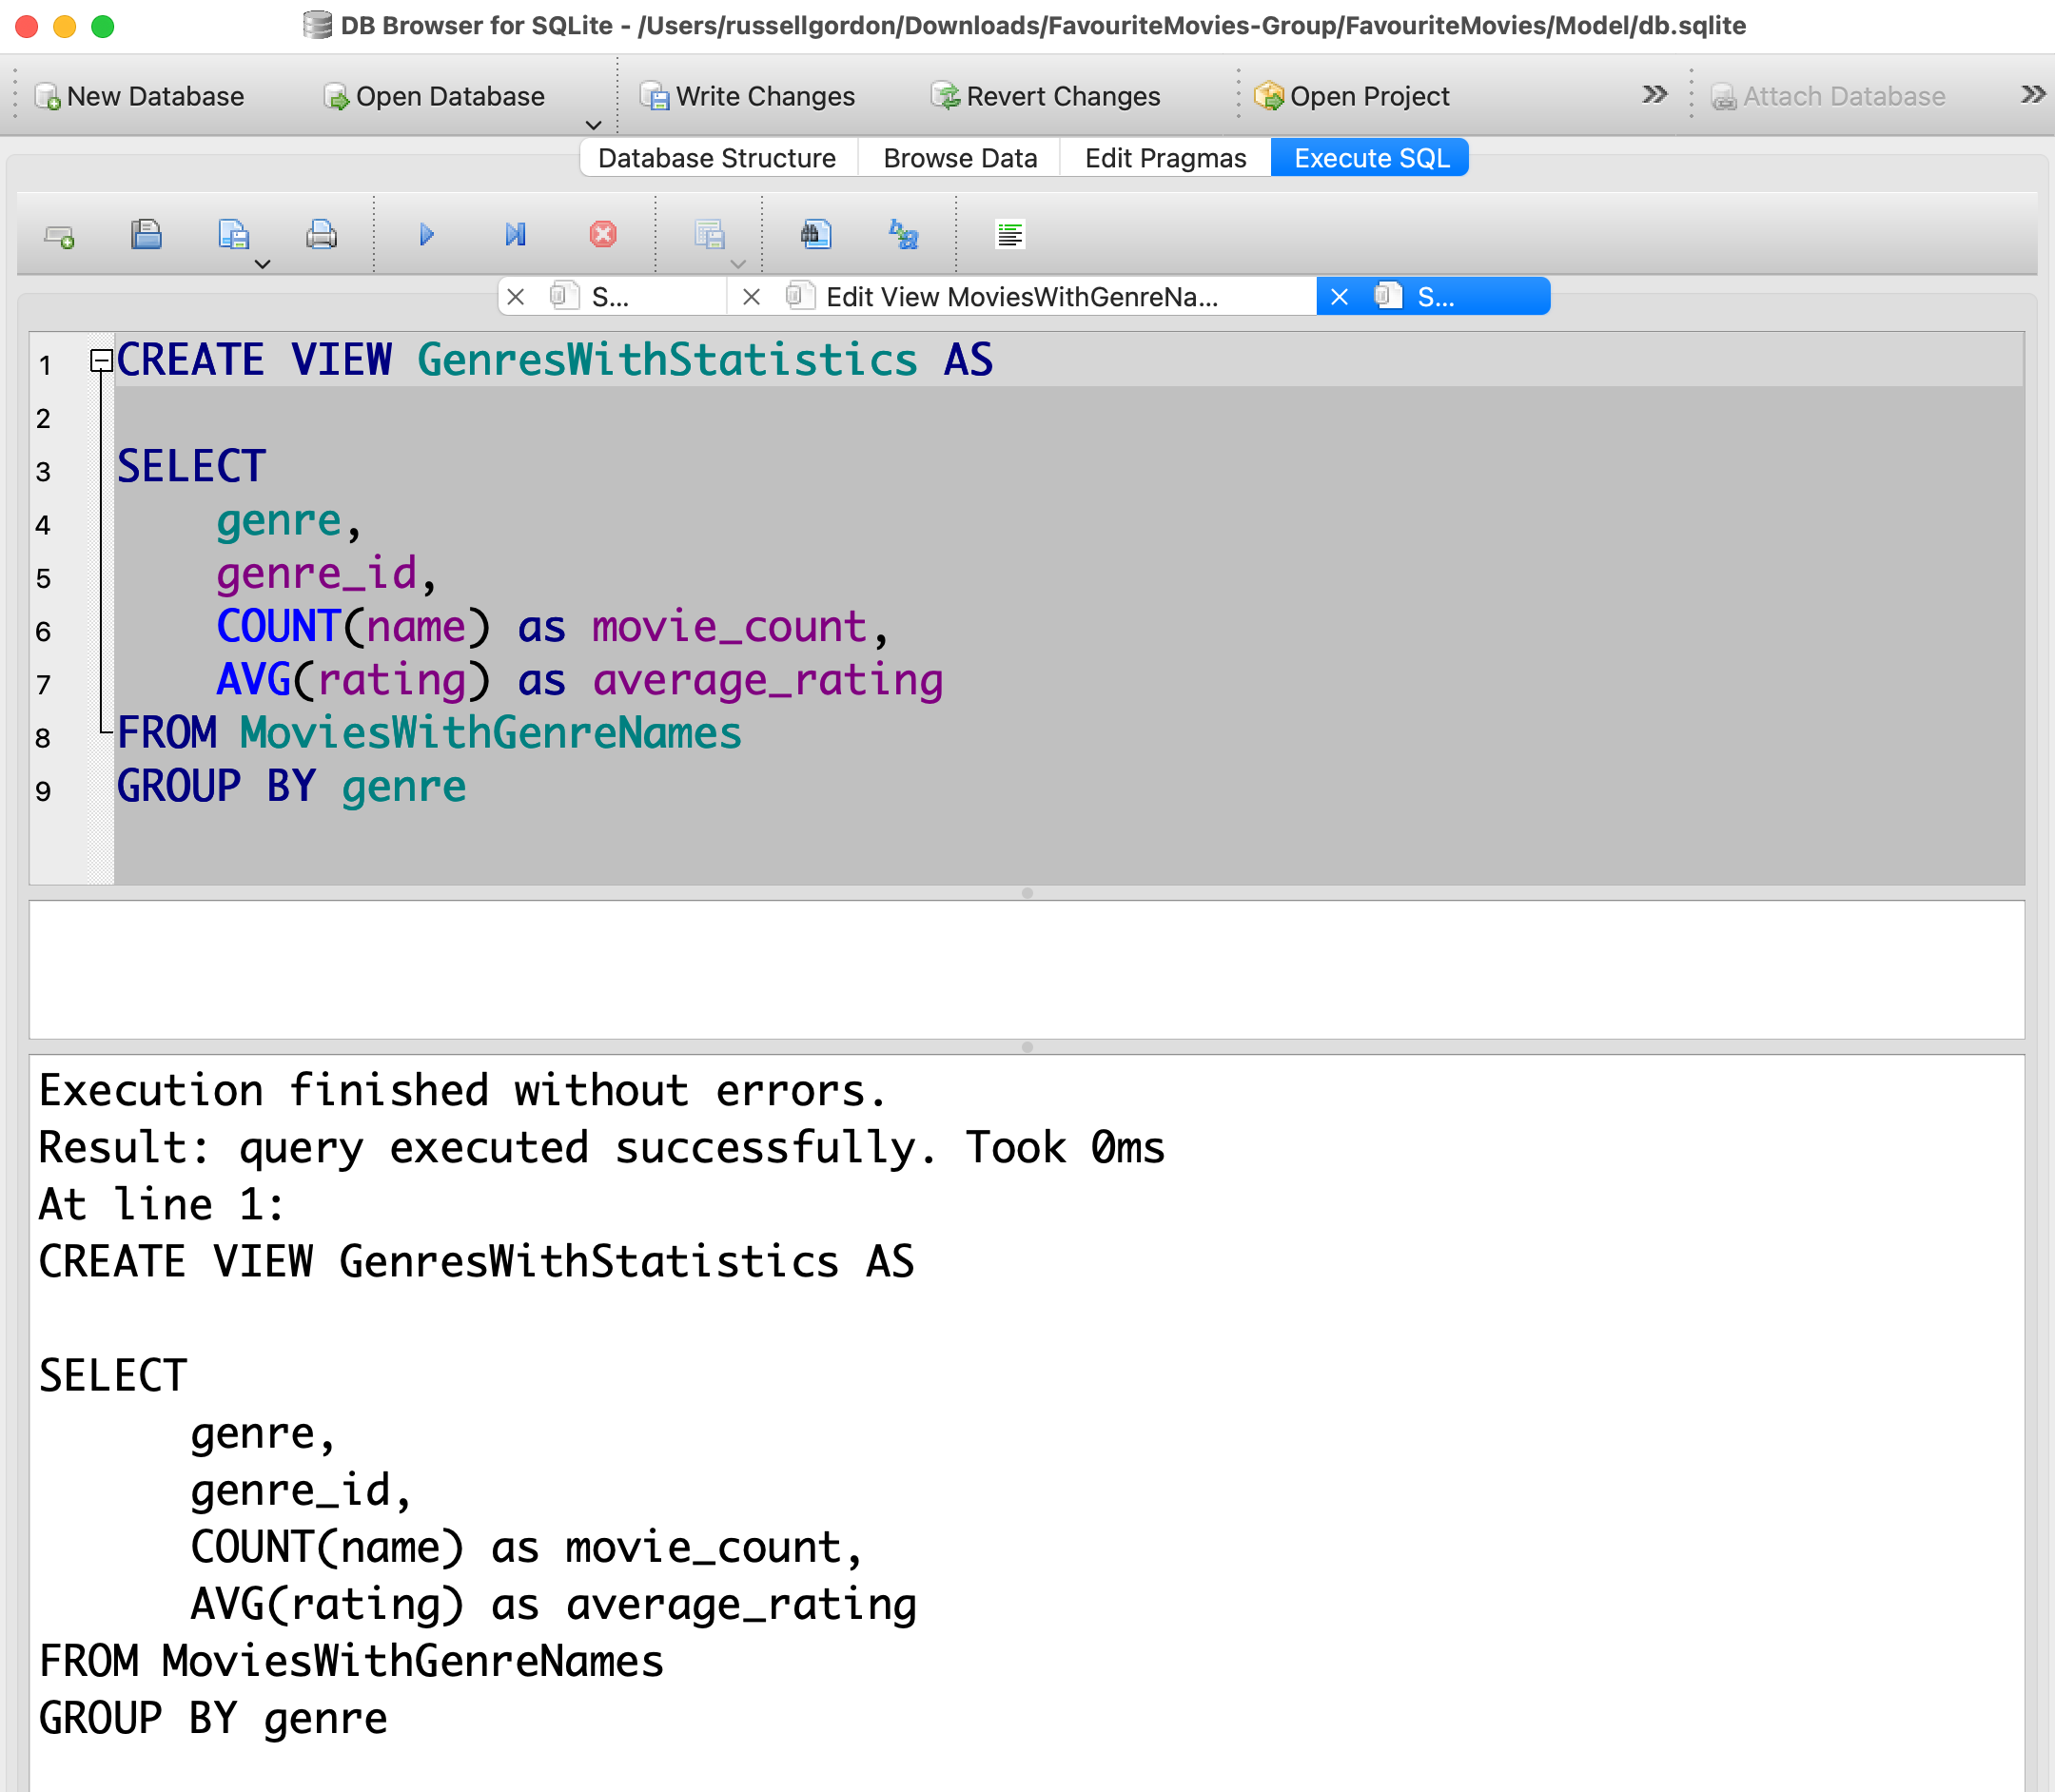 DB Browser for SQLite - /Users/russellgordon/Downloads/FavouriteMovies-Group/FavouriteMovies/Model/db.sqlite
New Database Open Database Write Changes Revert Changes Open Project » Attach Database »
Database Structure Browse Data Edit Pragmas Execute SQL
S... Edit View MoviesWithGenreNa... S...
1 CREATE VIEW GenresWithStatistics AS
2
3 SELECT
4 genre,
5 genre_id,
6 COUNT(name) as movie_count,
7 AVG(rating) as average_rating
8 FROM MoviesWithGenreNames
9 GROUP BY genre
Execution finished without errors.
Result: query executed successfully. Took 0ms
At line 1:
CREATE VIEW GenresWithStatistics AS
SELECT
genre,
genre_id,
COUNT(name) as movie_count,
AVG(rating) as average_rating
FROM MoviesWithGenreNames
GROUP BY genre